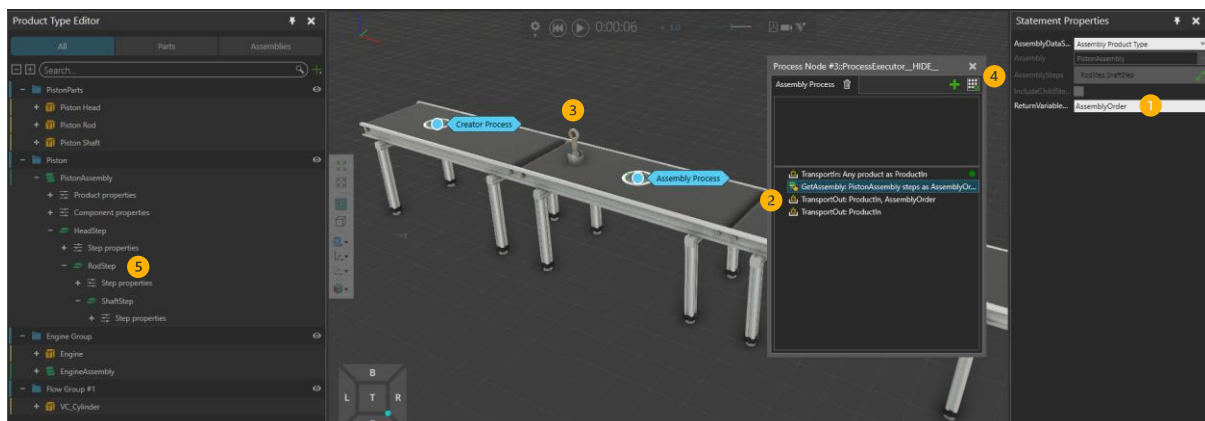 Product Type Editor
All Parts Assemblies
Search...
PistonParts
Piston Head
Piston Rod
Piston Shaft
Piston
PistonAssembly
Product properties
Component properties
HeadStep
Step properties
RodStep 5
Step properties
ShaftStep
Step properties
Engine Group
Engine
EngineAssembly
Flow Group #1
VC_Cylinder
0:00:06
1.0
Creator Process
3
Assembly Process
B
L T R
Process Node #3::ProcessExecutor__HIDE__
Assembly Process
4
TransportIn: Any product as ProductIn
GetAssembly: PistonAssembly steps as AssemblyOr...
2
TransportOut: ProductIn, AssemblyOrder
TransportOut: ProductIn
Statement Properties
AssemblyDataS... Assembly Product Type
Assembly PistonAssembly
AssemblySteps RodStep ShaftStep
IncludeChildSte...
ReturnVariable... AssemblyOrder 1